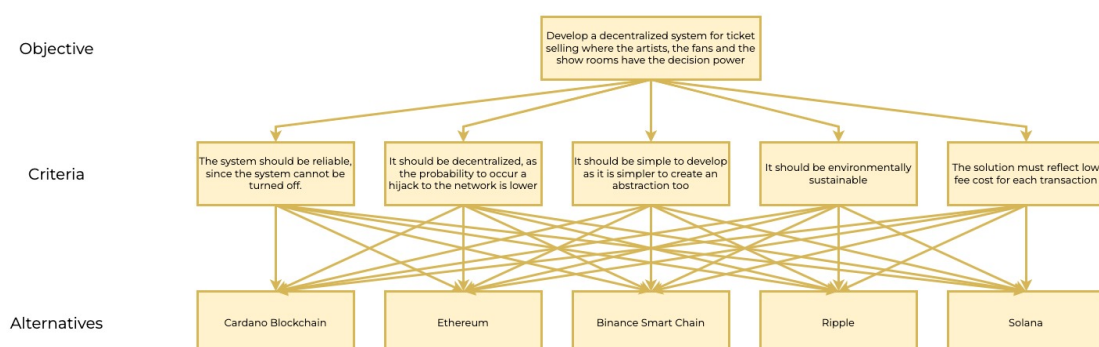 Objective
Develop a decentralized system for ticket
selling where the artists, the fans and the
show rooms have the decision power
Criteria
The system should be reliable,
since the system cannot be
turned off.
It should be decentralized, as
the probability to occur a
hijack to the network is lower
It should be simple to develop
as it is simpler to create an
abstraction too
It should be environmentally
sustainable
The solution must reflect low
fee cost for each transaction
Alternatives
Cardano Blockchain
Ethereum
Binance Smart Chain
Ripple
Solana